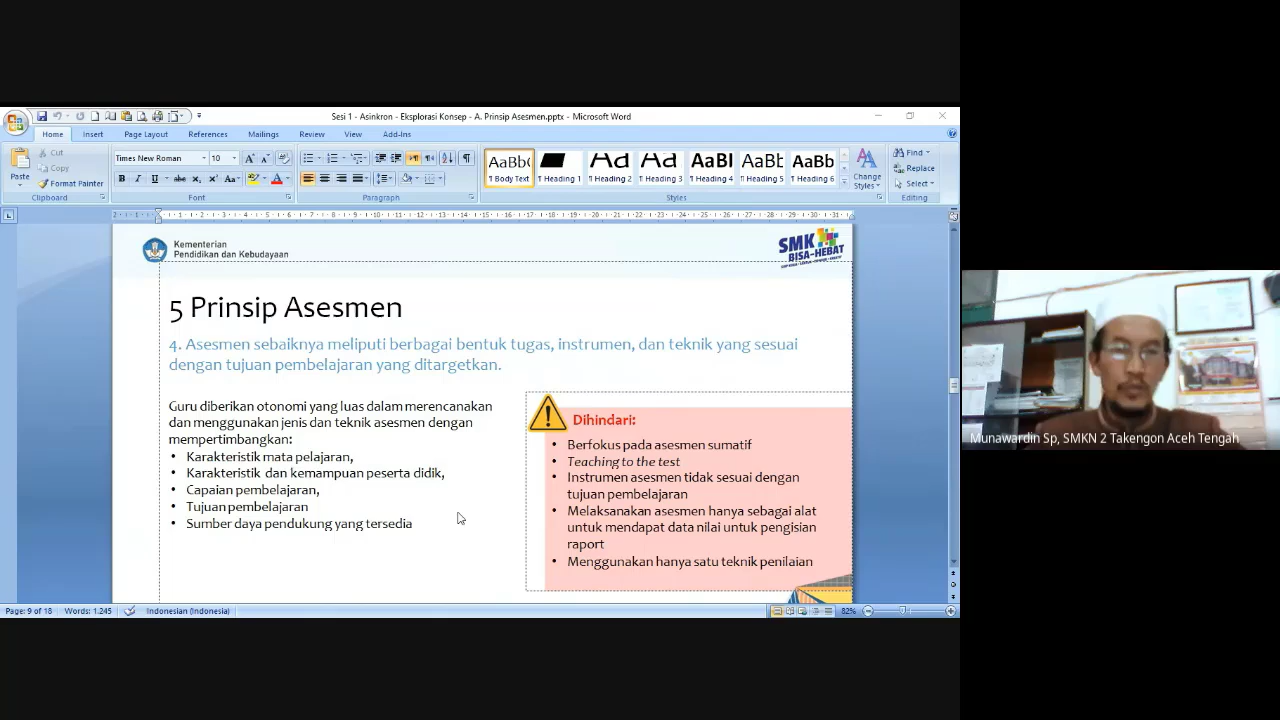 Sesi 1 - Asinkron - Eksplorasi Konsep - A. Prinsip Asesmen.pptx - Microsoft Word
Home Insert Page Layout References Mailings Review View Add-Ins
Paste
Cut
Copy
Format Painter
Clipboard
Times New Roman 10
Font
Paragraph
AaBb( AaBbC AaBb AaBb
¶ Body Text ¶ Heading 1 ¶ Heading 2 ¶ Heading 3 ¶ Heading 4 ¶ Heading 5 ¶ Heading 6
Change Styles
Styles
Find
Replace
Select
Editing
Kementerian
Pendidikan dan Kebudayaan
SMK
BISA-HEBAT
5 Prinsip Asesmen
4. Asesmen sebaiknya meliputi berbagai bentuk tugas, instrumen, dan teknik yang sesuai
dengan tujuan pembelajaran yang ditargetkan.
Guru diberikan otonomi yang luas dalam merencanakan
dan menggunakan jenis dan teknik asesmen dengan
mempertimbangkan:
• Karakteristik mata pelajaran,
• Karakteristik dan kemampuan peserta didik,
• Capaian pembelajaran,
• Tujuan pembelajaran
• Sumber daya pendukung yang tersedia
Dihindari:
• Berfokus pada asesmen sumatif
• Teaching to the test
• Instrumen asesmen tidak sesuai dengan
tujuan pembelajaran
• Melaksanakan asesmen hanya sebagai alat
untuk mendapat data nilai untuk pengisian
raport
• Menggunakan hanya satu teknik penilaian
Page: 9 of 18 Words: 1.245 Indonesian (Indonesia) 82%
Munawardin Sp, SMKN 2 Takengon Aceh Tengah